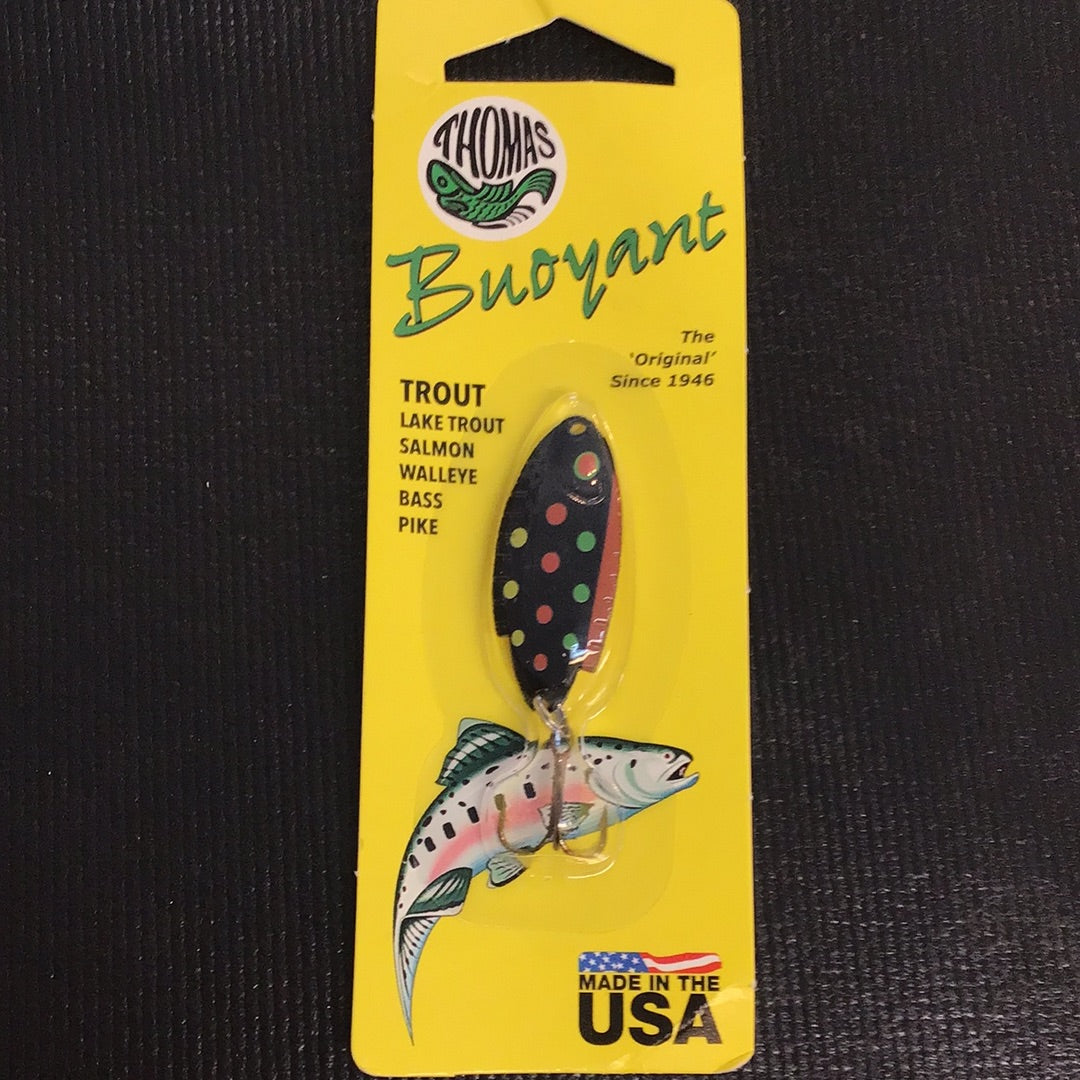 THOMAS
Buoyant
The
'Original'
Since 1946
TROUT
LAKE TROUT
SALMON
WALLEYE
BASS
PIKE
MADE IN THE
USA